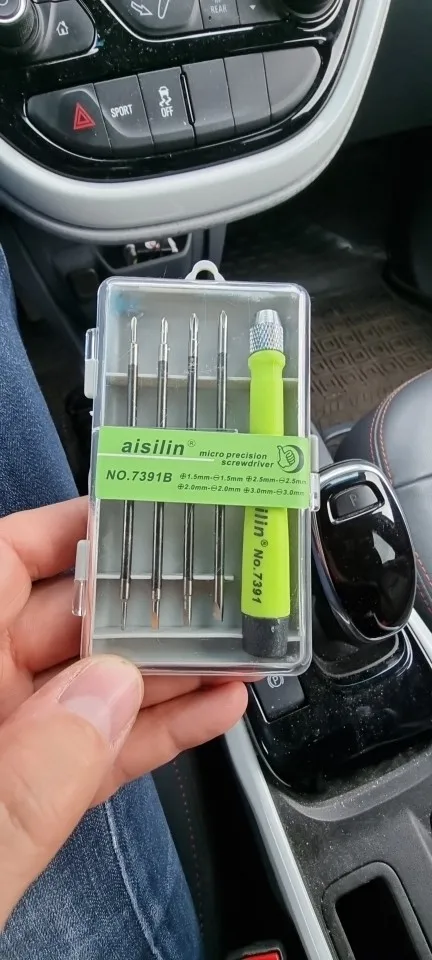 REAR
SPORT
OFF
aisilin®
micro precision
screwdriver
NO.7391B
⊕1.5mm-⊖1.5mm ⊕2.5mm-⊖2.5mm
⊕2.0mm-⊖2.0mm ⊕3.0mm-⊖3.0mm
ilin® No.7391
P